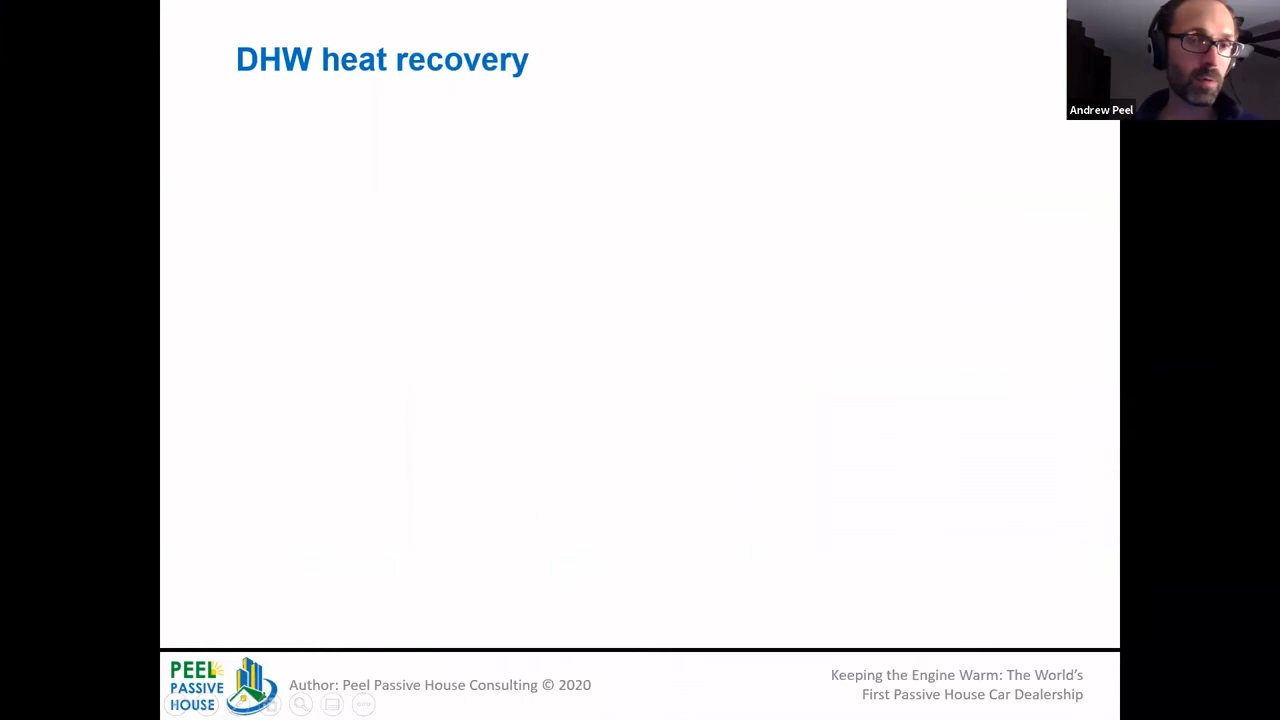 DHW heat recovery
Andrew Peel
PEEL
PASSIVE
HOUSE
Author: Peel Passive House Consulting © 2020
Keeping the Engine Warm: The World’s
First Passive House Car Dealership